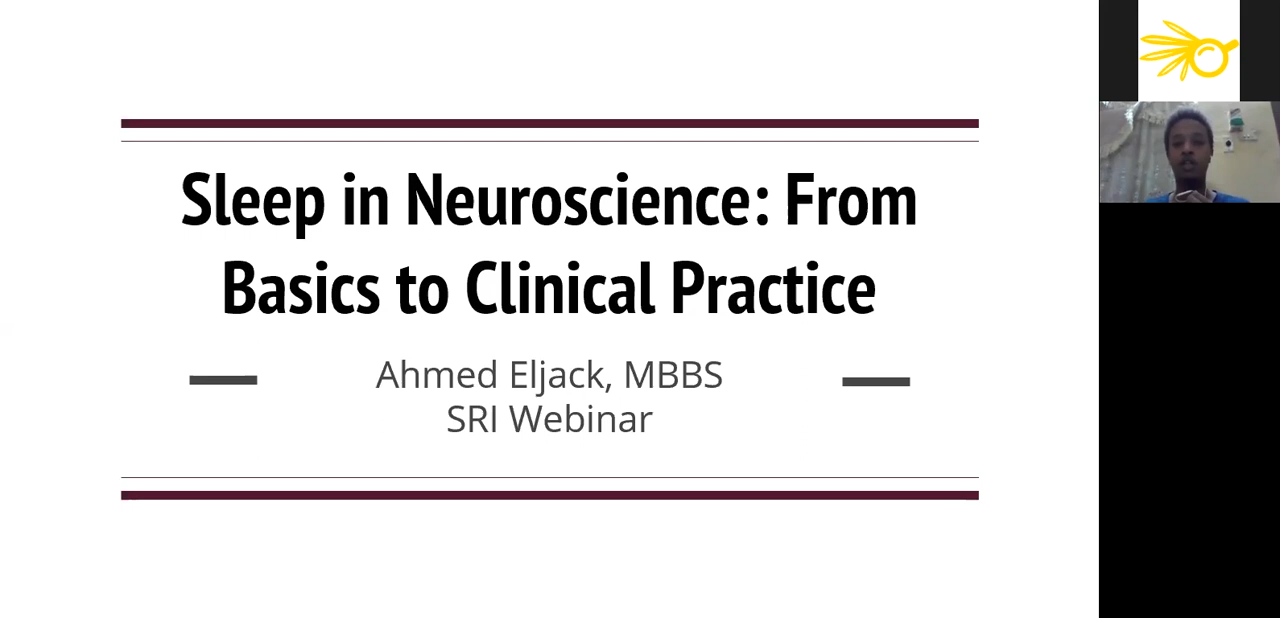 Sleep in Neuroscience: From
Basics to Clinical Practice
Ahmed Eljack, MBBS
SRI Webinar